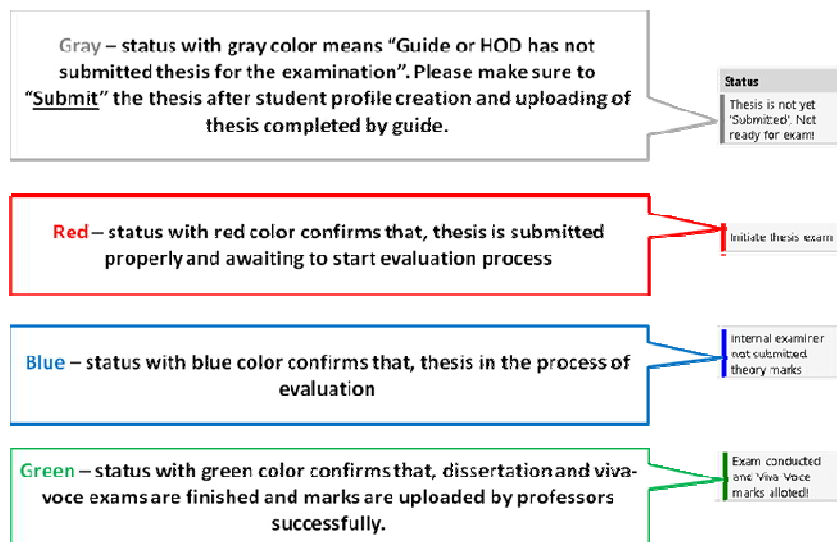 Gray – status with gray color means “Guide or HOD has not
submitted thesis for the examination”. Please make sure to
“Submit” the thesis after student profile creation and uploading of
thesis completed by guide.
Status
Thesis is not yet
'Submitted'. Not
ready for exam!
Red – status with red color confirms that, thesis is submitted
properly and awaiting to start evaluation process
Initiate thesis exam
Blue – status with blue color confirms that, thesis in the process of
evaluation
Internal examiner
not submitted
theory marks
Green – status with green color confirms that, dissertation and viva-
voce exams are finished and marks are uploaded by professors
successfully.
Exam conducted
and Viva Voce
marks alloted!